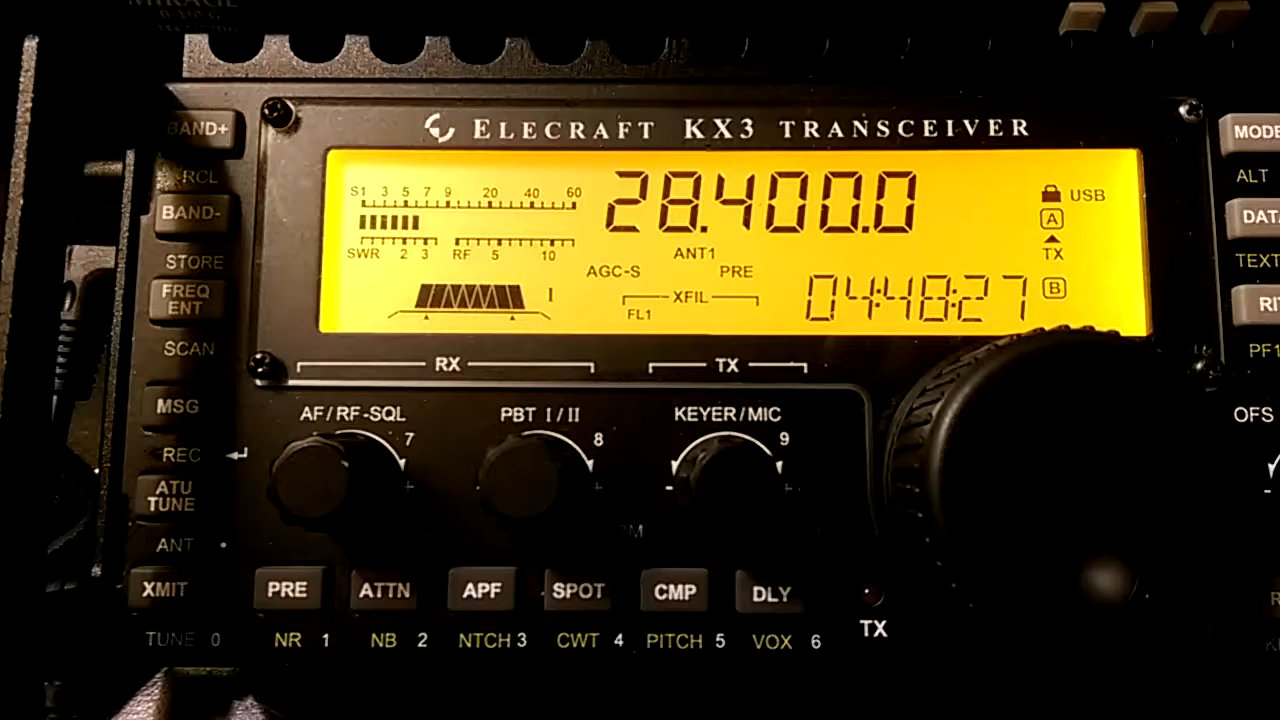 MIRAGE
BAND+
RCL
BAND-
STORE
FREQ
ENT
SCAN
MSG
REC
ATU
TUNE
ANT
XMIT
TUNE 0
ELECRAFT KX3 TRANSCEIVER
S1 3 5 7 9 20 40 60
SWR 2 3 RF 5 10
28.400.0
ANT1
AGC-S PRE
XFIL
FL1
I
04:48:27
USB
A
TX
B
RX
TX
AF/RF-SQL
7
PBT I/II
8
KEYER/MIC
9
- +
PRE
ATTN
APF
SPOT
CMP
DLY
NR 1
NB 2
NTCH 3
CWT 4
PITCH 5
VOX 6
TX
ALT
TEXT
OFS